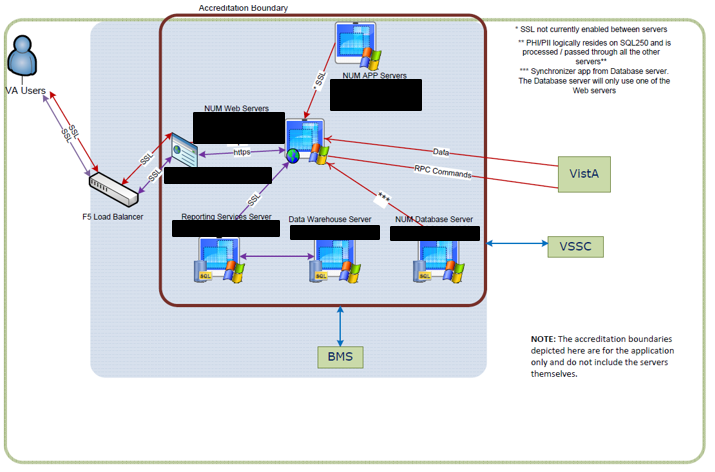 Accreditation Boundary
* SSL not currently enabled between servers
** PHI/PII logically resides on SQL250 and is
processed / passed through all the other
servers**
*** Synchronizer app from Database server.
The Database server will only use one of the
Web servers
VA Users
NUM APP Servers
* SSL
NUM Web Servers
SSL
SSL
SSL
https
SSL
Data
RPC Commands
VistA
SSL
***
F5 Load Balancer
Reporting Services Server
Data Warehouse Server
NUM Database Server
VSSC
SQL
SQL
SQL
NOTE: The accreditation boundaries
depicted here are for the application
only and do not include the servers
themselves.
BMS